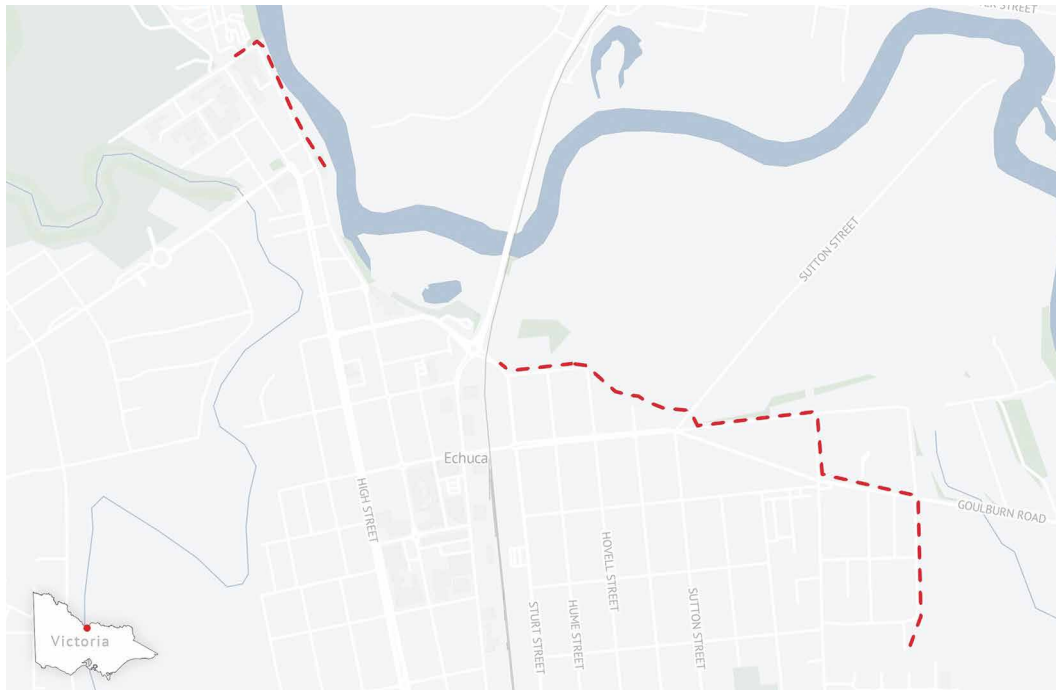 STREET
SUTTON STREET
Echuca
HIGH STREET
GOULBURN ROAD
HOVELL STREET
SUTTON STREET
HUME STREET
STURT STREET
Victoria